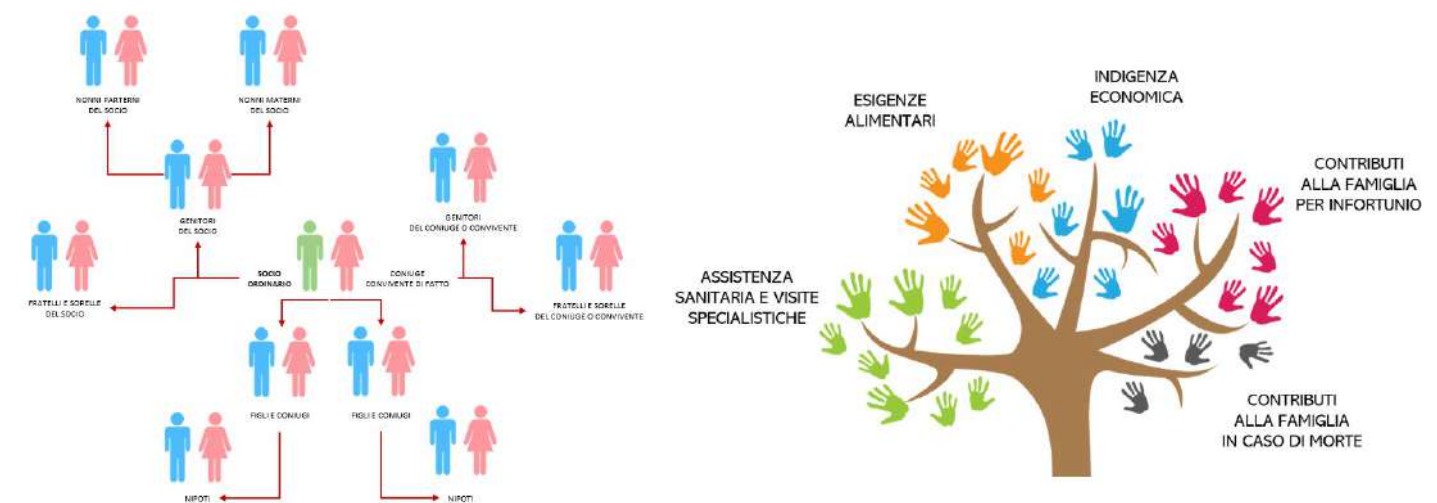 NONNI PARTERNI
DEL SOCIO
NONNI MATERNI
DEL SOCIO
GENITORI
DEL SOCIO
GENITORI
DEL CONIUGE O CONVIVENTE
SOCIO
ORDINARIO
CONIUGE
CONVIVENTE DI FATTO
FRATELLI E SORELLE
DEL SOCIO
FRATELLI E SORELLE
DEL CONIUGE O CONVIVENTE
FIGLI E CONIUGI
FIGLI E CONIUGI
NIPOTI
NIPOTI
INDIGENZA
ECONOMICA
ESIGENZE
ALIMENTARI
CONTRIBUTI
ALLA FAMIGLIA
PER INFORTUNIO
ASSISTENZA
SANITARIA E VISITE
SPECIALISTICHE
CONTRIBUTI
ALLA FAMIGLIA
IN CASO DI MORTE